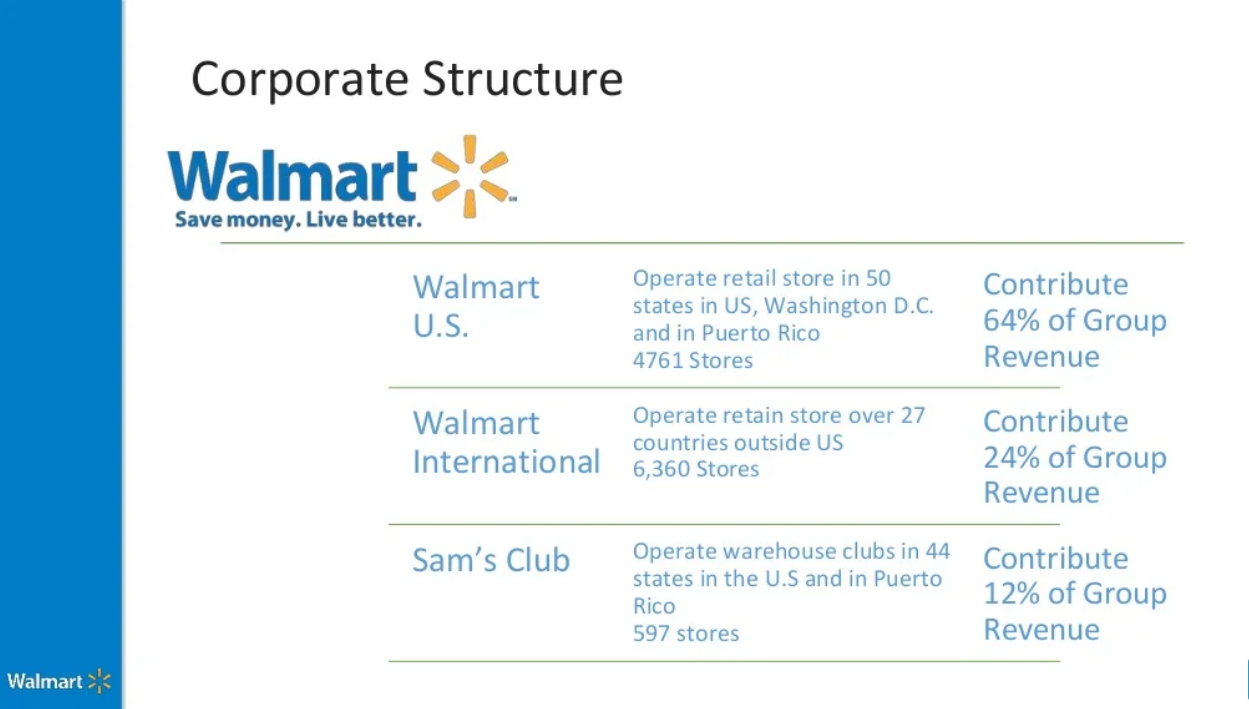 Corporate Structure
Walmart
Save money. Live better.
Walmart
U.S.
Operate retail store in 50
states in US, Washington D.C.
and in Puerto Rico
4761 Stores
Contribute
64% of Group
Revenue
Walmart
International
Operate retain store over 27
countries outside US
6,360 Stores
Contribute
24% of Group
Revenue
Sam's Club
Operate warehouse clubs in 44
states in the U.S and in Puerto
Rico
597 stores
Contribute
12% of Group
Revenue
Walmart